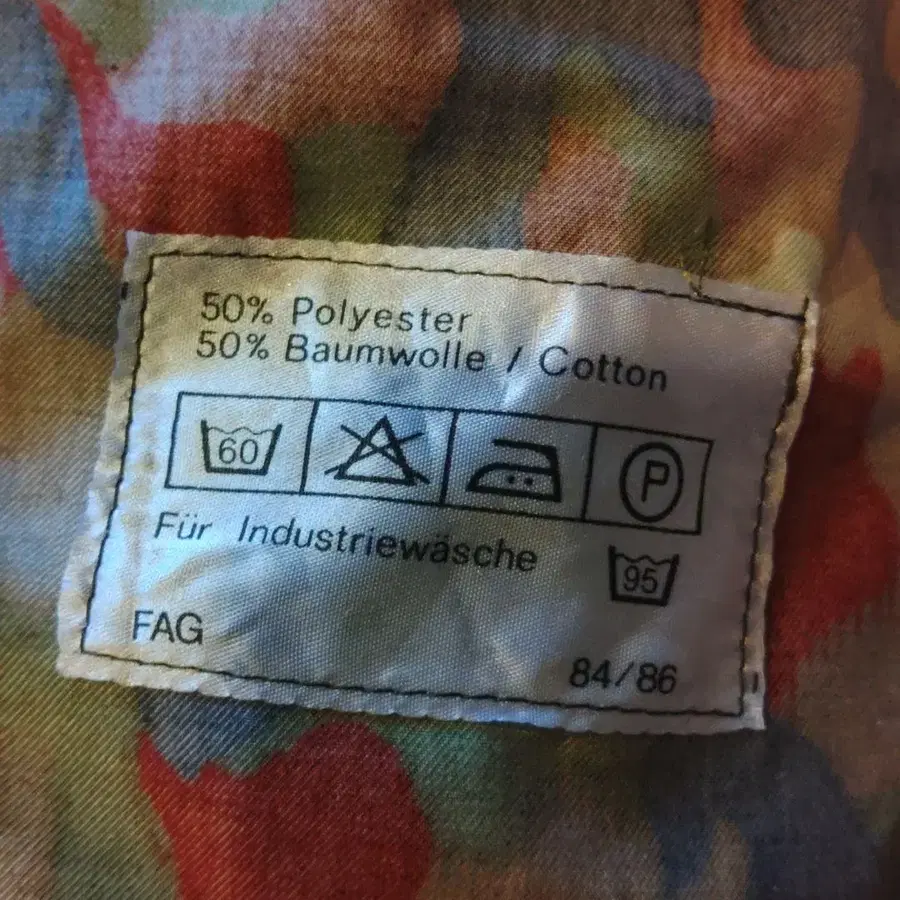 50% Polyester
50% Baumwolle / Cotton
60 P
Für Industriewäsche 95
FAG
84/86